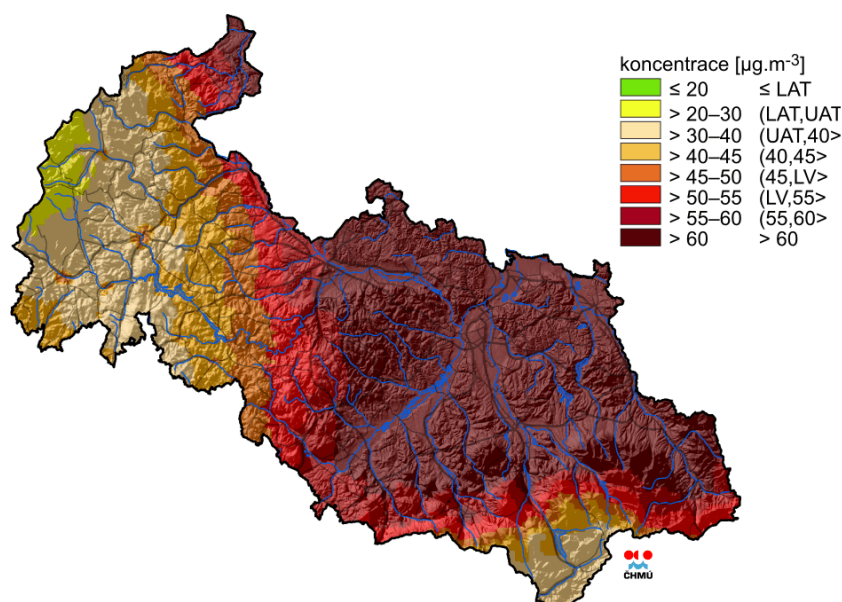 koncentrace [µg.m⁻³]
≤ 20 ≤ LAT
> 20–30 (LAT,UAT
> 30–40 (UAT,40>
> 40–45 (40,45>
> 45–50 (45,LV>
> 50–55 (LV,55>
> 55–60 (55,60>
> 60 > 60
ČHMÚ